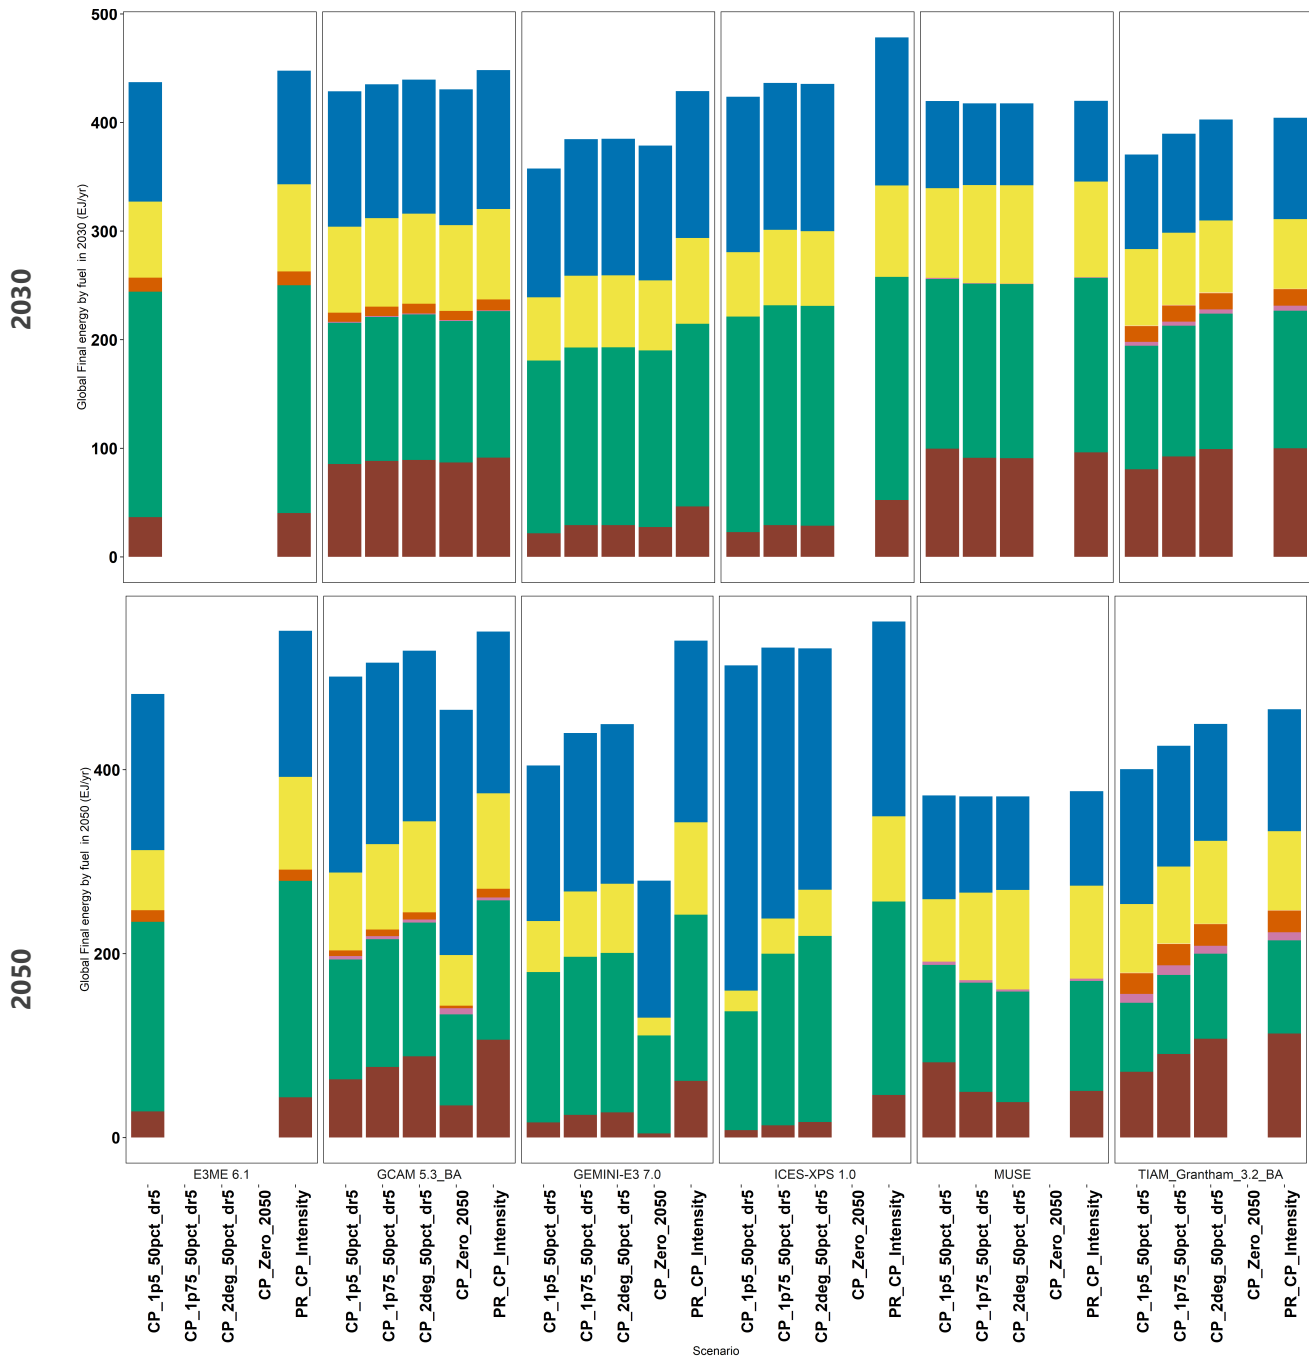 2030
Global Final energy by fuel  in 2030 (EJ/yr)
500
400
300
200
100
0
2050
Global Final energy by fuel  in 2050 (EJ/yr)
400
200
0
E3ME 6.1
GCAM 5.3_BA
GEMINI-E3 7.0
ICES-XPS 1.0
MUSE
TIAM_Grantham_3.2_BA
CP_1p5_50pct_dr5
CP_1p75_50pct_dr5
CP_2deg_50pct_dr5
CP_Zero_2050
PR_CP_Intensity
CP_1p5_50pct_dr5
CP_1p75_50pct_dr5
CP_2deg_50pct_dr5
CP_Zero_2050
PR_CP_Intensity
CP_1p5_50pct_dr5
CP_1p75_50pct_dr5
CP_2deg_50pct_dr5
CP_Zero_2050
PR_CP_Intensity
CP_1p5_50pct_dr5
CP_1p75_50pct_dr5
CP_2deg_50pct_dr5
CP_Zero_2050
PR_CP_Intensity
CP_1p5_50pct_dr5
CP_1p75_50pct_dr5
CP_2deg_50pct_dr5
CP_Zero_2050
PR_CP_Intensity
CP_1p5_50pct_dr5
CP_1p75_50pct_dr5
CP_2deg_50pct_dr5
CP_Zero_2050
PR_CP_Intensity
Scenario